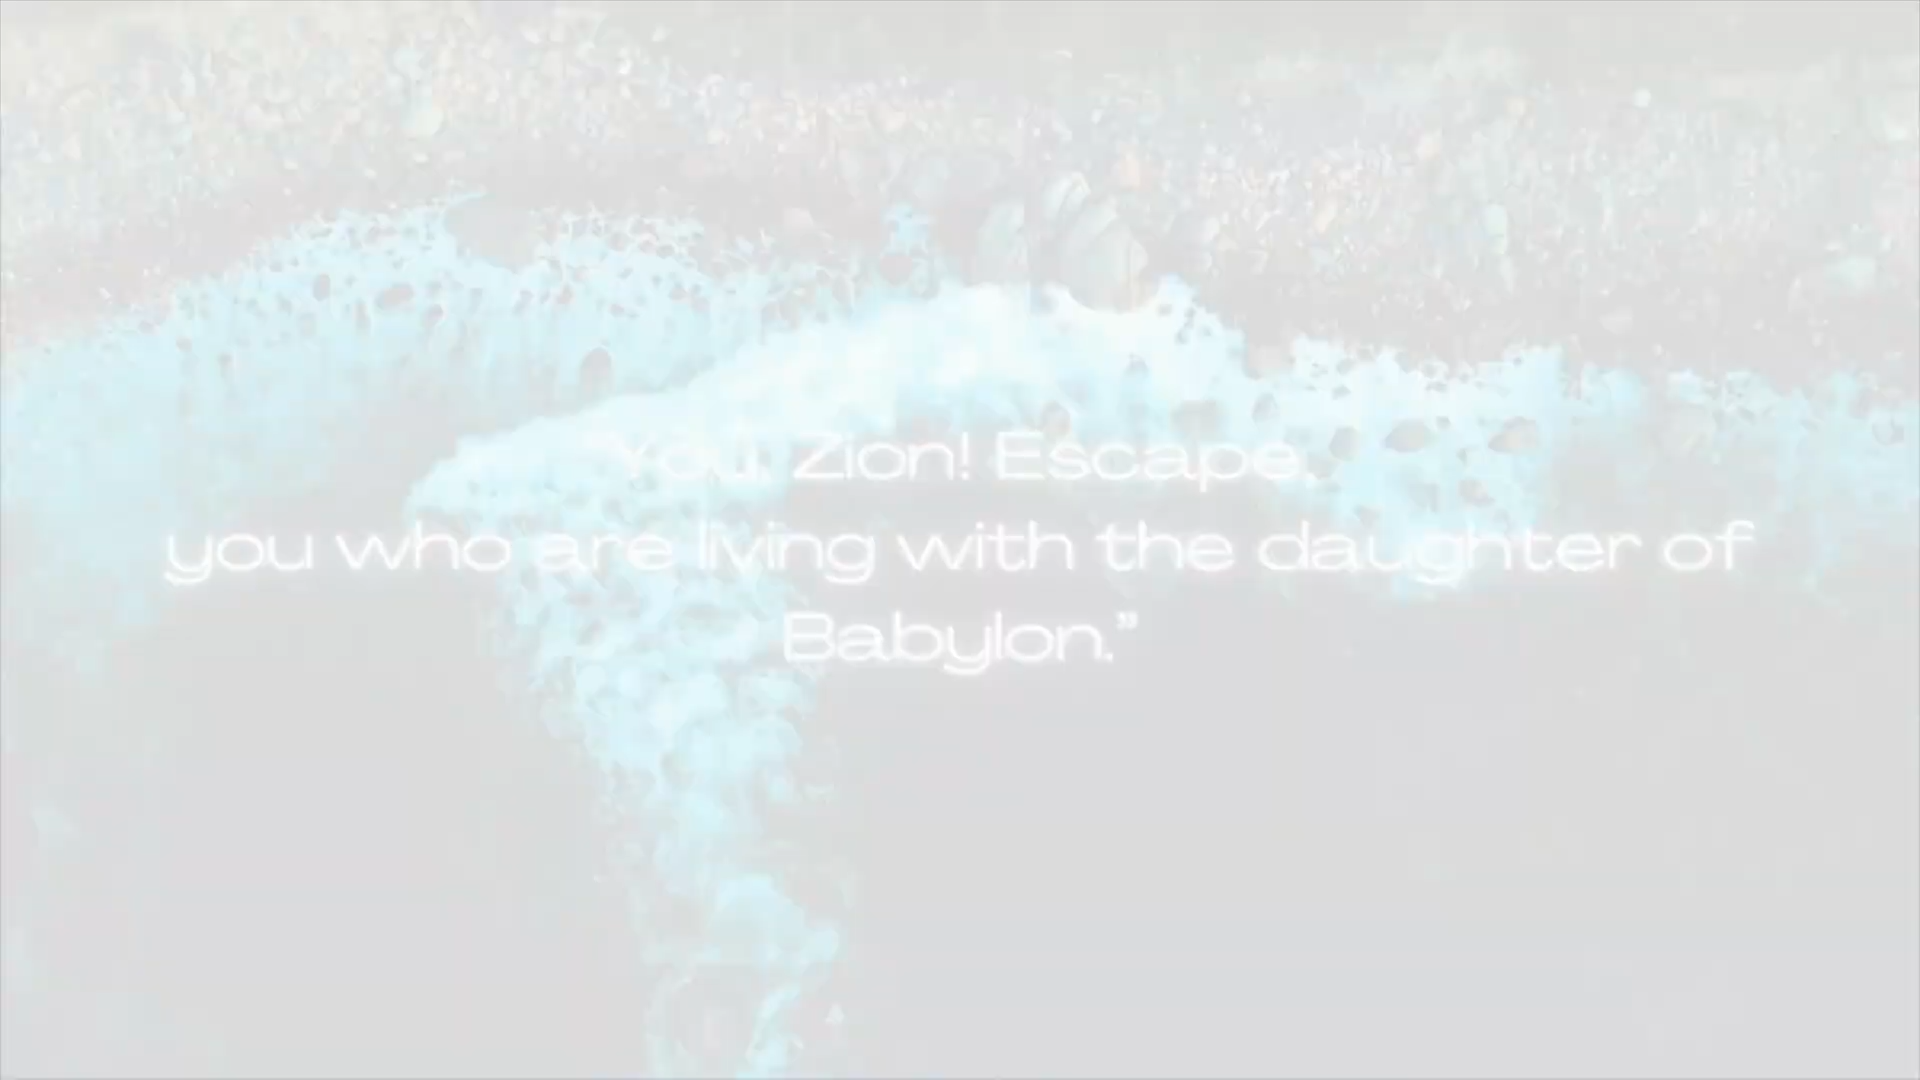 You, Zion! Escape,
you who are living with the daughter of
Babylon.”